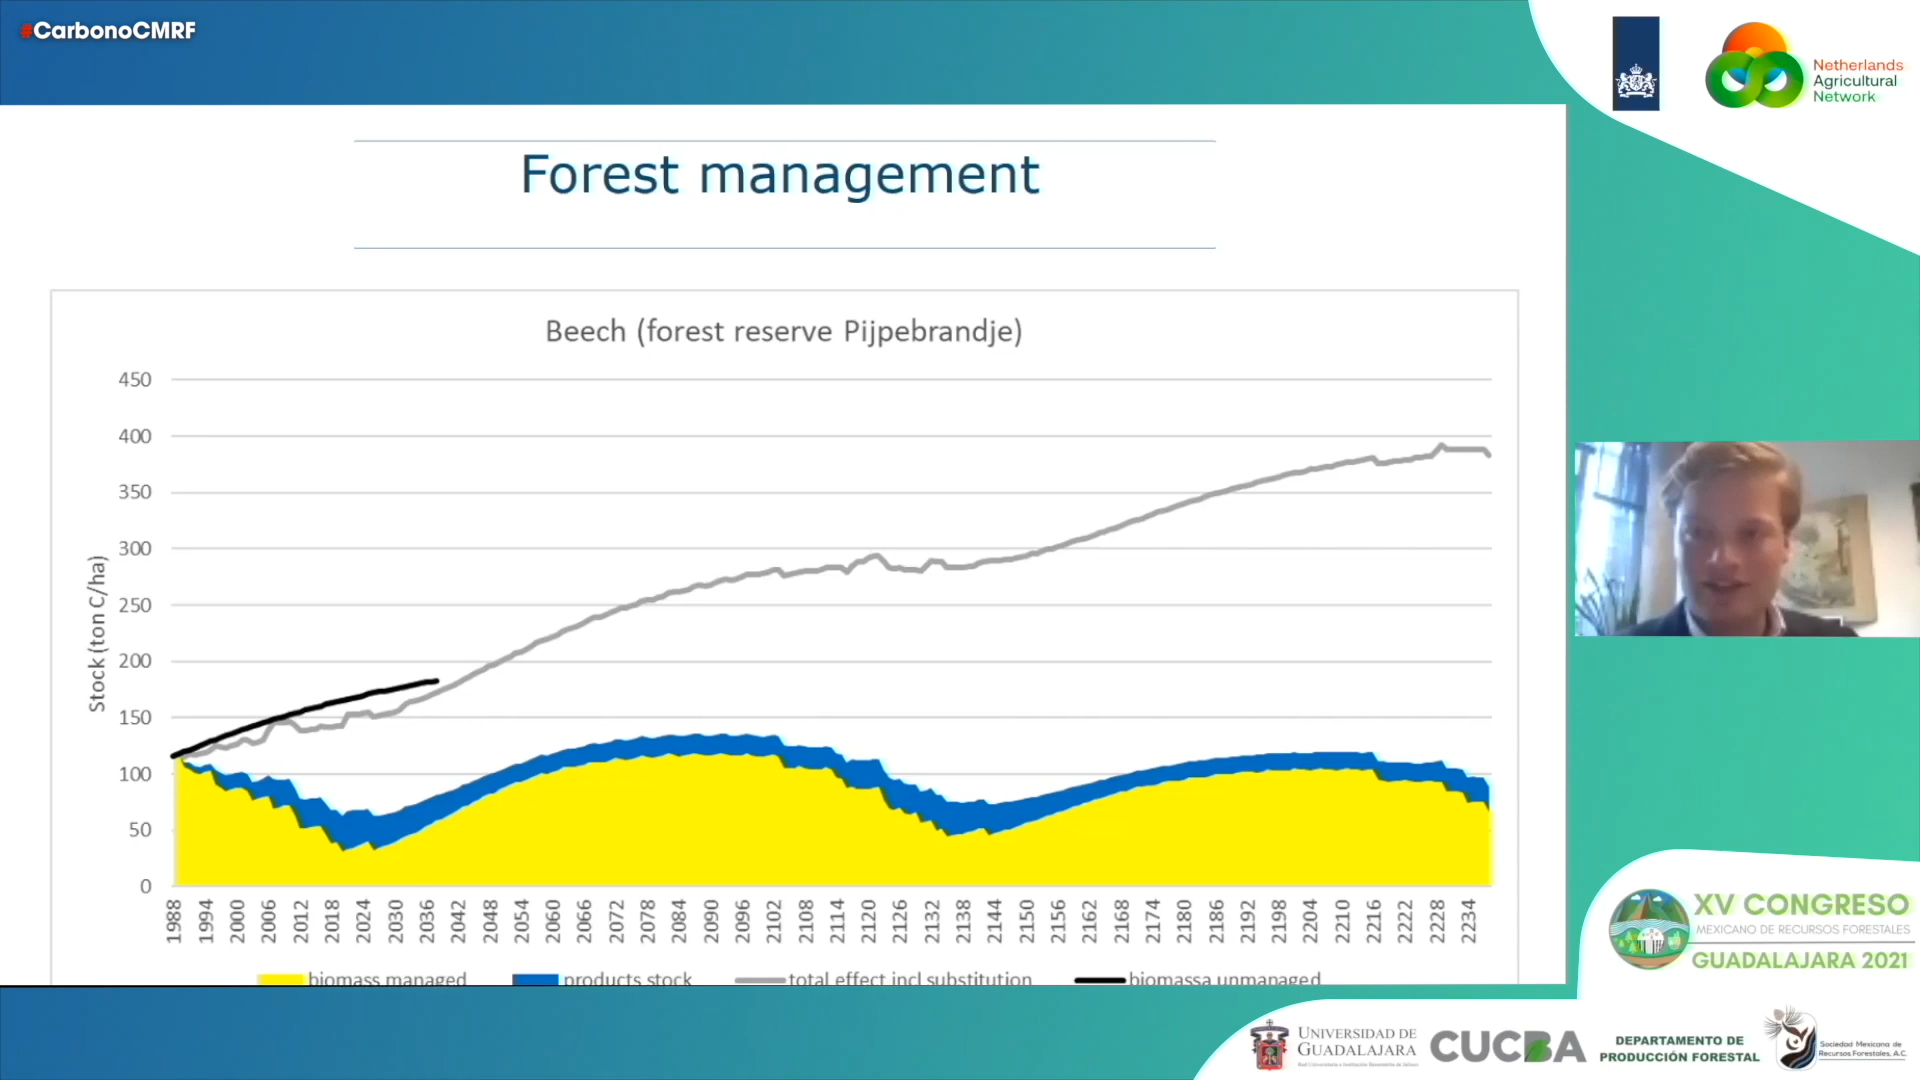 #CarbonoCMRF
Netherlands
Agricultural
Network
Forest management
Beech (forest reserve Pijpebrandje)
450
400
350
300
250
200
150
100
50
0
Stock (ton C/ha)
1988 1994 2000 2006 2012 2018 2024 2030 2036 2042 2048 2054 2060 2066 2072 2078 2084 2090 2096 2102 2108 2114 2120 2126 2132 2138 2144 2150 2156 2162 2168 2174 2180 2186 2192 2198 2204 2210 2216 2222 2228 2234
biomass managed products stock total effect incl substitution biomassa unmanaged
XV CONGRESO
MEXICANO DE RECURSOS FORESTALES
GUADALAJARA 2021
UNIVERSIDAD DE
GUADALAJARA
CUCBA
DEPARTAMENTO DE
PRODUCCIÓN FORESTAL
Sociedad Mexicana de
Recursos Forestales, A.C.